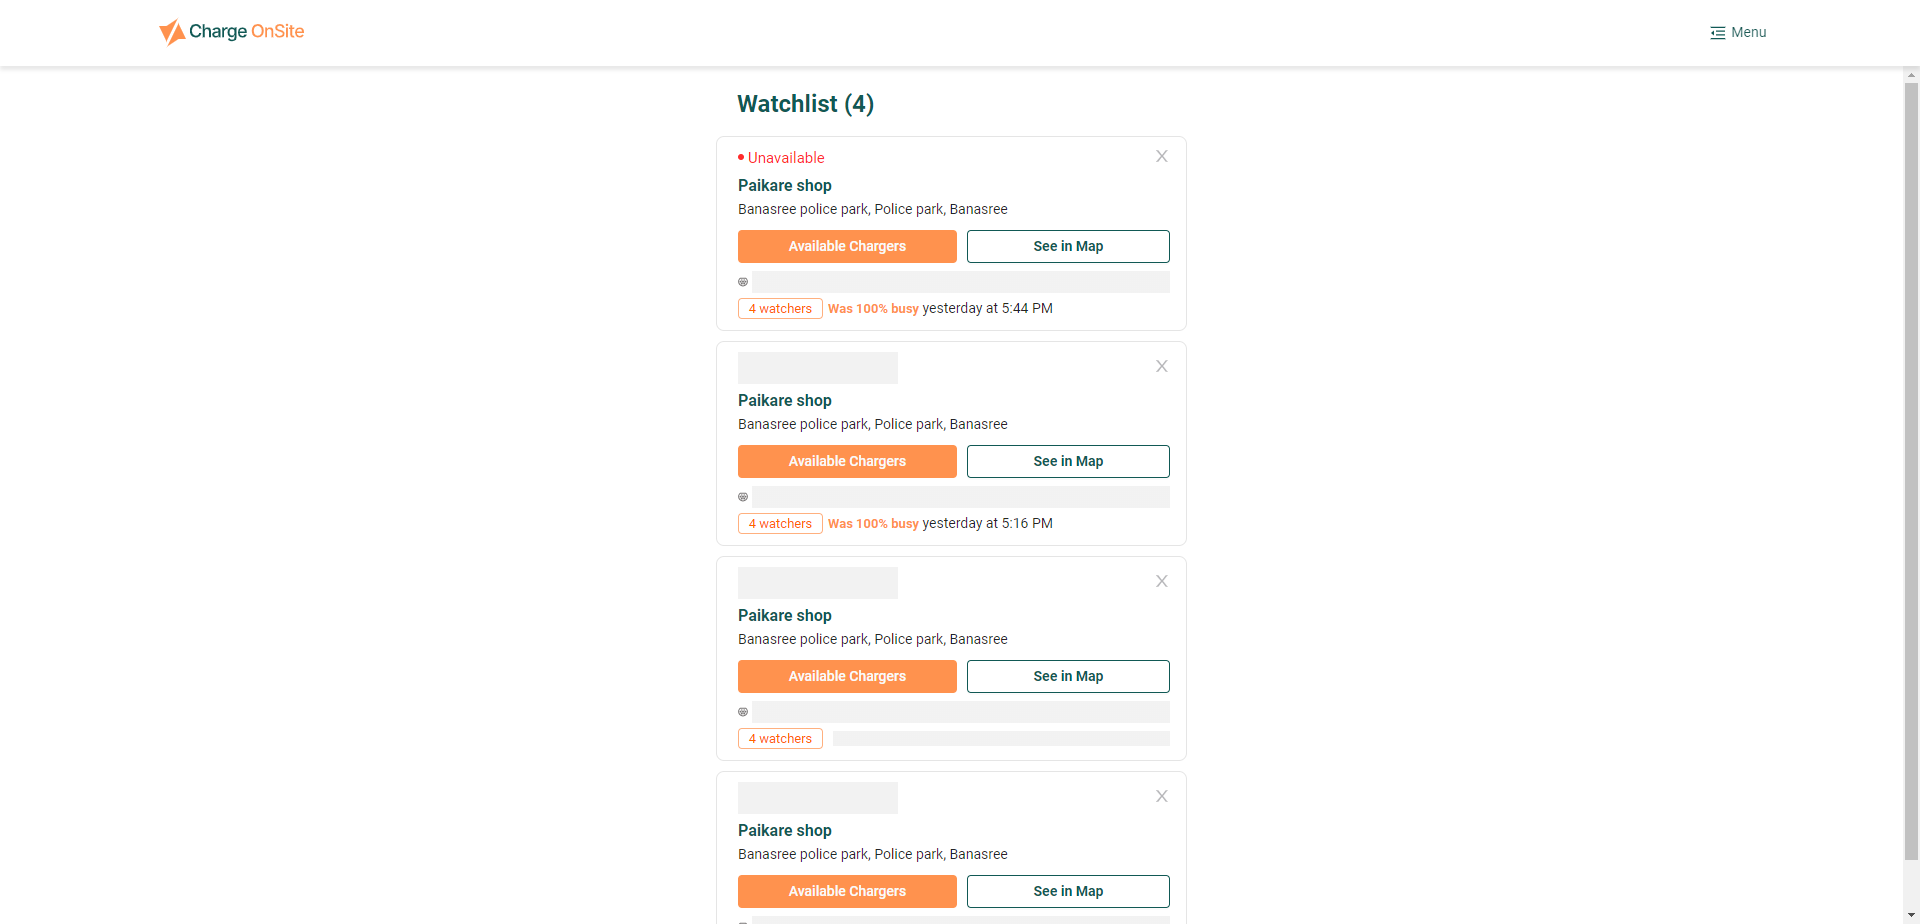 Charge OnSite
Menu
Watchlist (4)
Unavailable
X
Paikare shop
Banasree police park, Police park, Banasree
Available Chargers
See in Map
4 watchers Was 100% busy yesterday at 5:44 PM
X
Paikare shop
Banasree police park, Police park, Banasree
Available Chargers
See in Map
4 watchers Was 100% busy yesterday at 5:16 PM
X
Paikare shop
Banasree police park, Police park, Banasree
Available Chargers
See in Map
4 watchers
X
Paikare shop
Banasree police park, Police park, Banasree
Available Chargers
See in Map